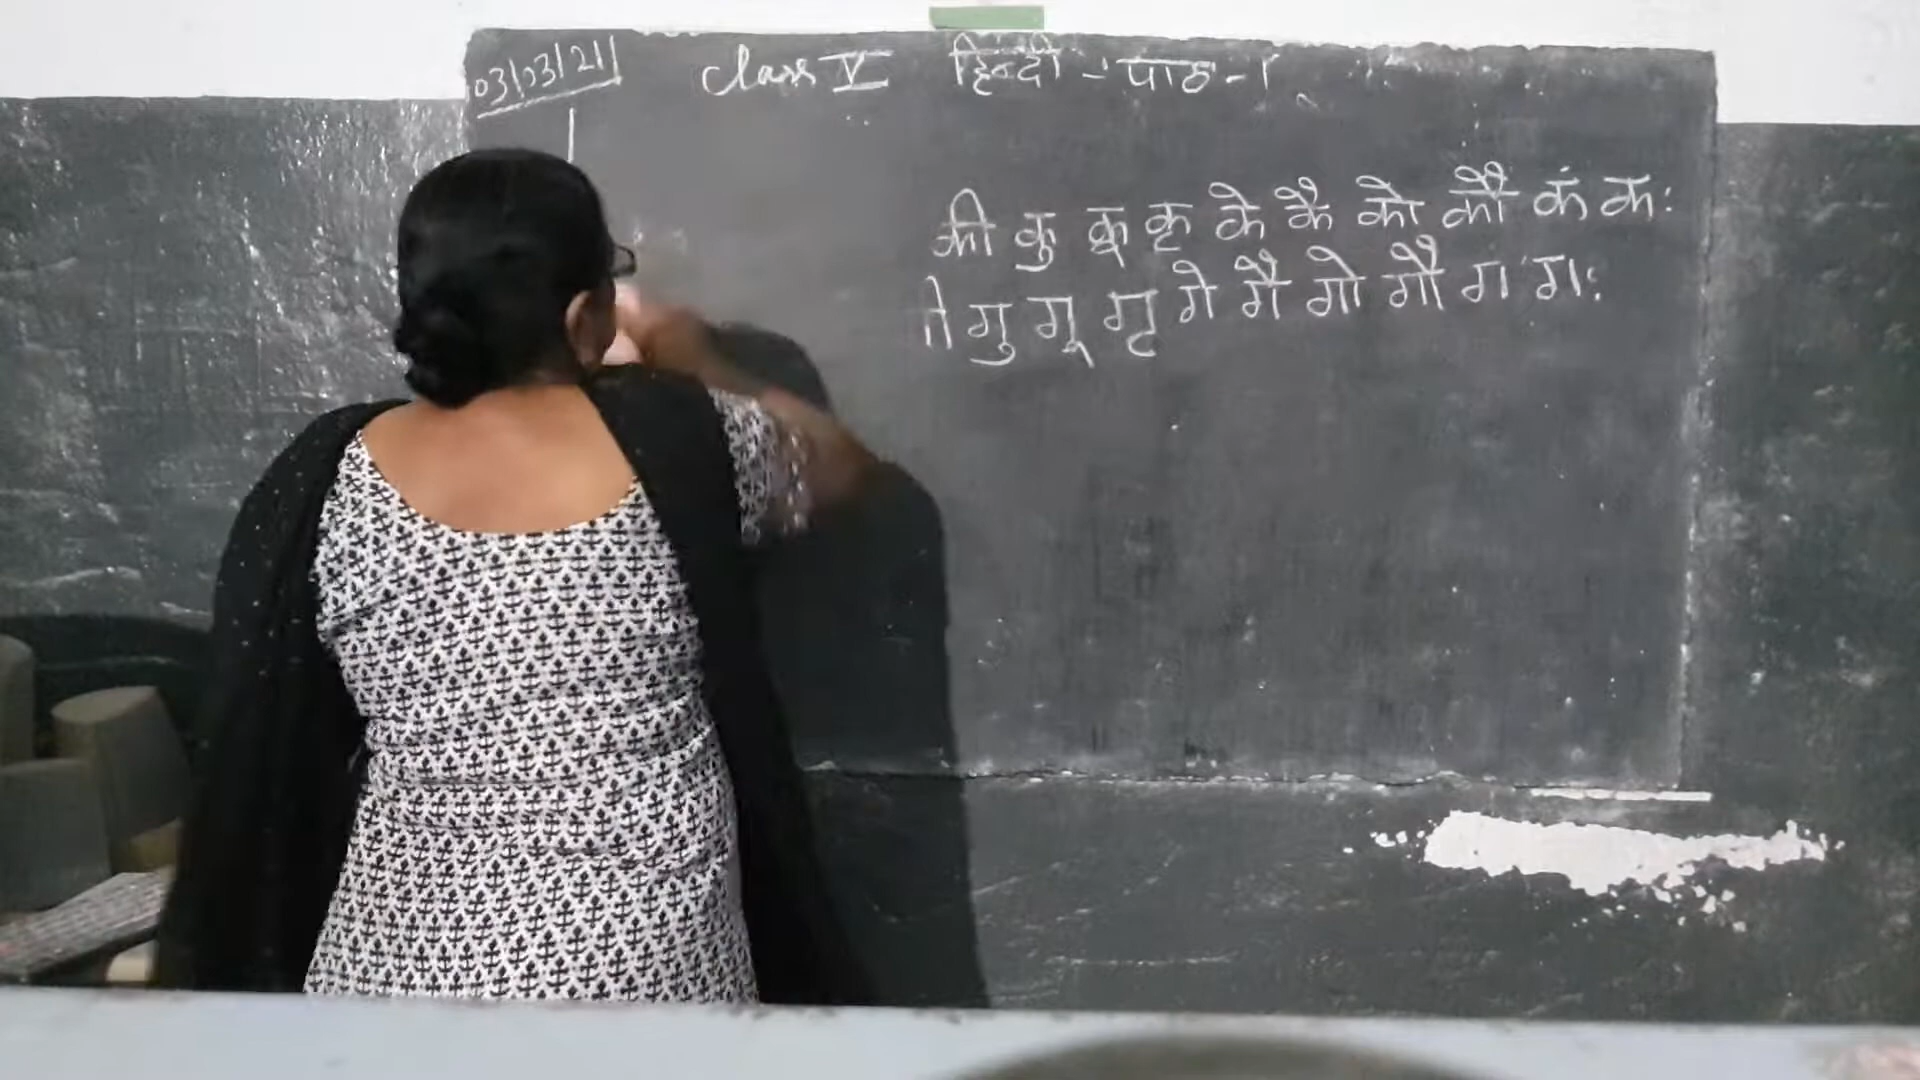 03/03/21 Class V हिन्दी - पाठ - 1
की कु कू कृ के कै को कौ कं कः
गु गू गृ गे गै गो गौ गं गः